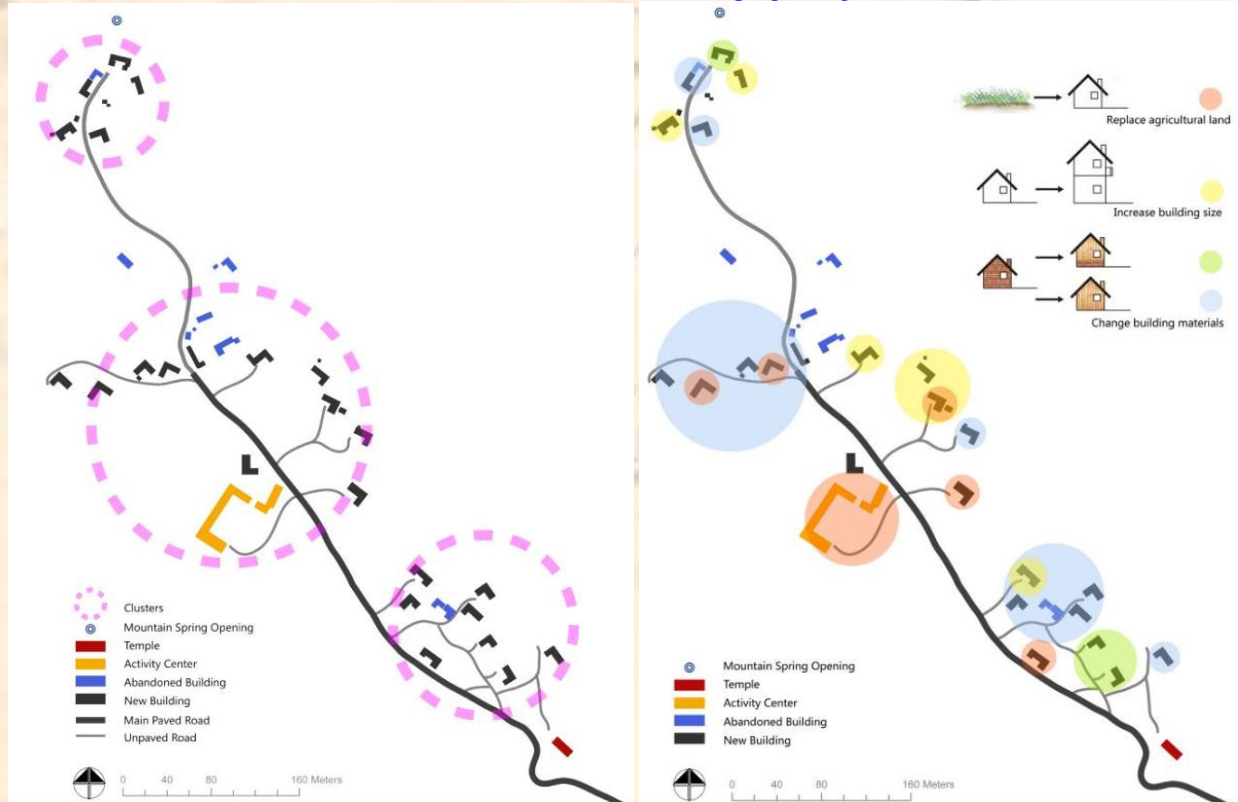 Clusters
Mountain Spring Opening
Temple
Activity Center
Abandoned Building
New Building
Main Paved Road
Unpaved Road
0 40 80 160 Meters
Replace agricultural land
Increase building size
Change building materials
Mountain Spring Opening
Temple
Activity Center
Abandoned Building
New Building
0 40 80 160 Meters